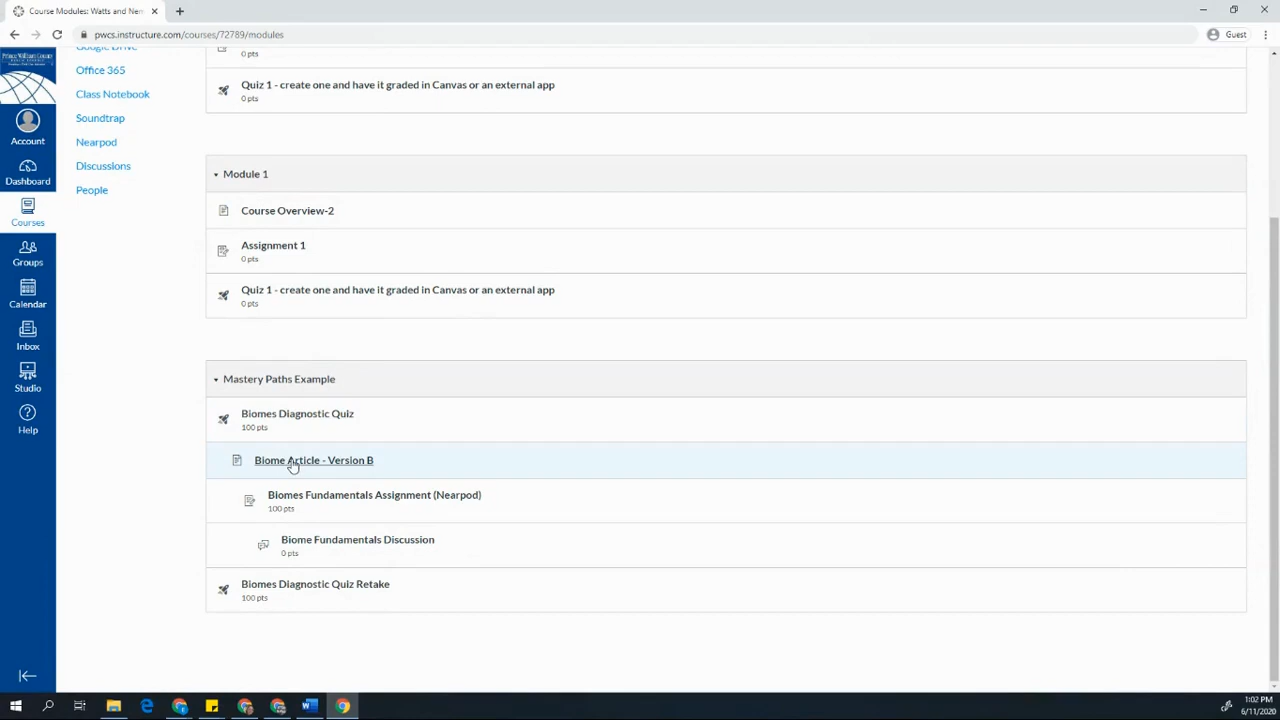 Course Modules: Watts and Nem
pwcs.instructure.com/courses/72789/modules
Guest
Account
Dashboard
Courses
Groups
Calendar
Inbox
Studio
Help
Google Drive
Office 365
Class Notebook
Soundtrap
Nearpod
Discussions
People
0 pts
Quiz 1 - create one and have it graded in Canvas or an external app
0 pts
Module 1
Course Overview-2
Assignment 1
0 pts
Quiz 1 - create one and have it graded in Canvas or an external app
0 pts
Mastery Paths Example
Biomes Diagnostic Quiz
100 pts
Biome Article - Version B
Biomes Fundamentals Assignment (Nearpod)
100 pts
Biome Fundamentals Discussion
0 pts
Biomes Diagnostic Quiz Retake
100 pts
1:02 PM
6/11/2020